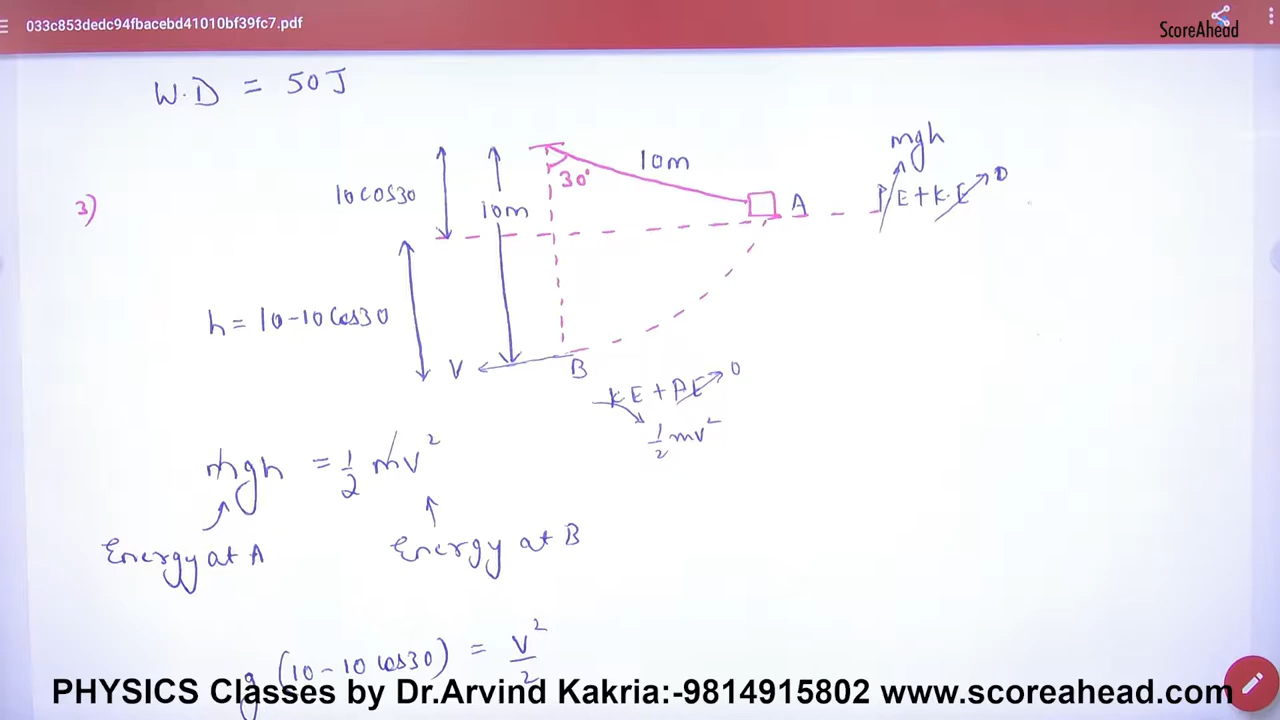 033c853dedc94fbacebd41010bf39fc7.pdf
ScoreAhead
W.D = 50J
3)
10cos30
10m
30°
10m
A
mgh
PE + K.E → 0
h = 10-10cos30
V
B
KE + PE → 0
1/2 mv²
mgh = 1/2 mv²
Energy at A
Energy at B
g (10-10cos30) = v²/2
PHYSICS Classes by Dr.Arvind Kakria:-9814915802 www.scoreahead.com